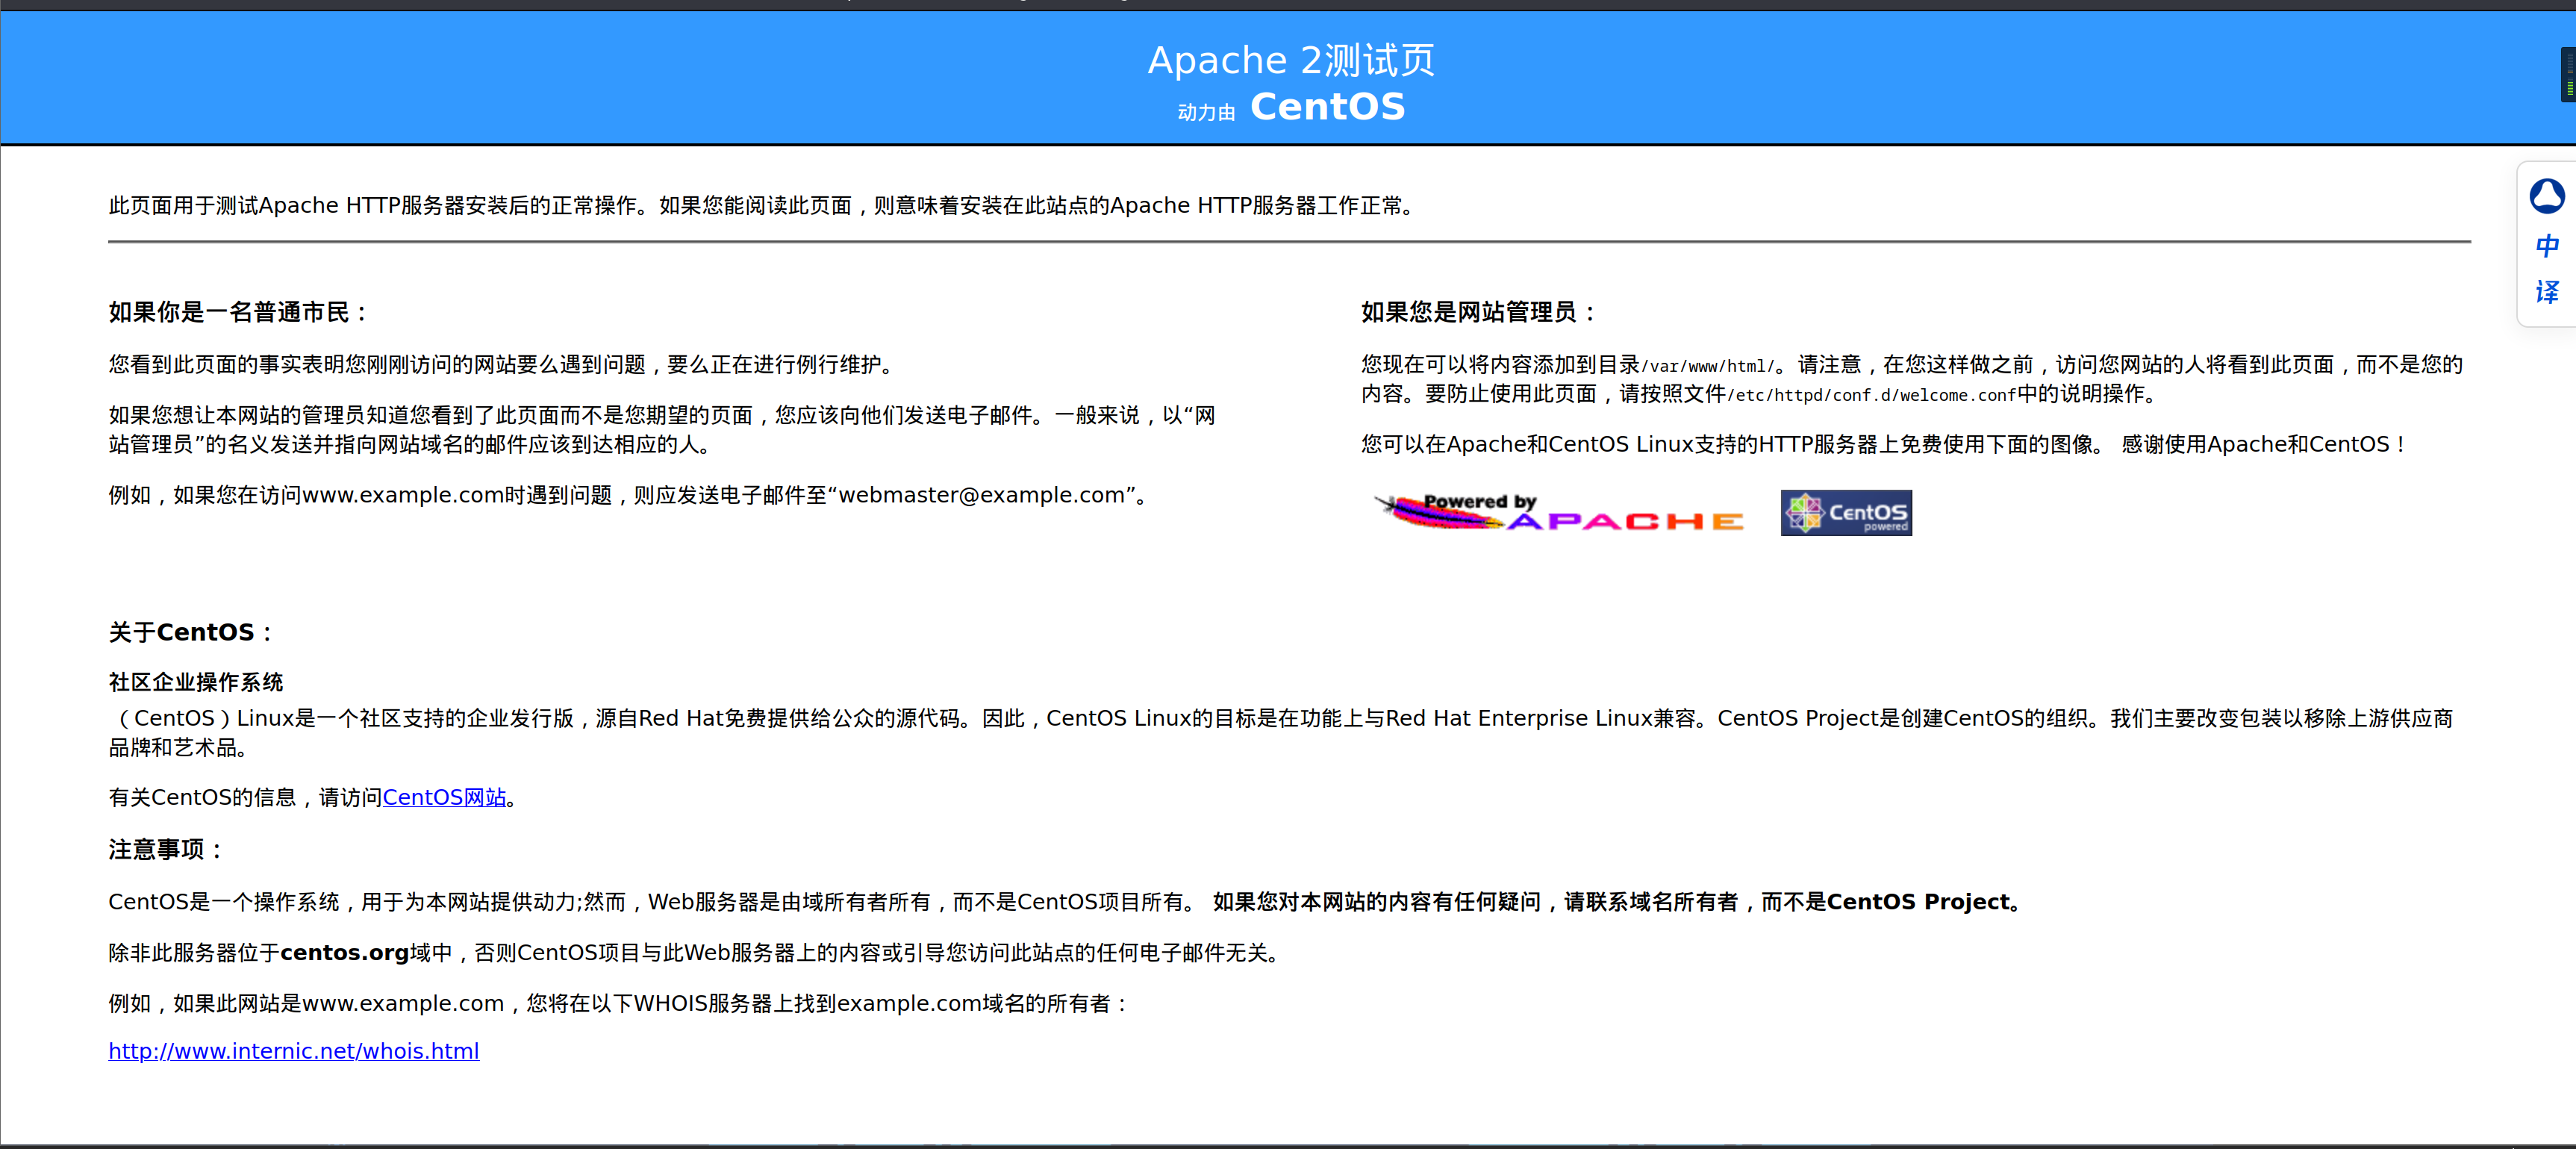 Apache 2测试页
动力由 CentOS
此页面用于测试Apache HTTP服务器安装后的正常操作。如果您能阅读此页面，则意味着安装在此站点的Apache HTTP服务器工作正常。
如果你是一名普通市民：
您看到此页面的事实表明您刚刚访问的网站要么遇到问题，要么正在进行例行维护。
如果您想让本网站的管理员知道您看到了此页面而不是您期望的页面，您应该向他们发送电子邮件。一般来说，以“网
站管理员”的名义发送并指向网站域名的邮件应该到达相应的人。
例如，如果您在访问www.example.com时遇到问题，则应发送电子邮件至“webmaster@example.com”。
如果您是网站管理员：
您现在可以将内容添加到目录/var/www/html/。请注意，在您这样做之前，访问您网站的人将看到此页面，而不是您的
内容。要防止使用此页面，请按照文件/etc/httpd/conf.d/welcome.conf中的说明操作。
您可以在Apache和CentOS Linux支持的HTTP服务器上免费使用下面的图像。 感谢使用Apache和CentOS！
Powered by
APACHE
CentOS
powered
关于CentOS：
社区企业操作系统
（CentOS）Linux是一个社区支持的企业发行版，源自Red Hat免费提供给公众的源代码。因此，CentOS Linux的目标是在功能上与Red Hat Enterprise Linux兼容。CentOS Project是创建CentOS的组织。我们主要改变包装以移除上游供应商
品牌和艺术品。
有关CentOS的信息，请访问CentOS网站。
注意事项：
CentOS是一个操作系统，用于为本网站提供动力;然而，Web服务器是由域所有者所有，而不是CentOS项目所有。 如果您对本网站的内容有任何疑问，请联系域名所有者，而不是CentOS Project。
除非此服务器位于centos.org域中，否则CentOS项目与此Web服务器上的内容或引导您访问此站点的任何电子邮件无关。
例如，如果此网站是www.example.com，您将在以下WHOIS服务器上找到example.com域名的所有者：
http://www.internic.net/whois.html
中
译